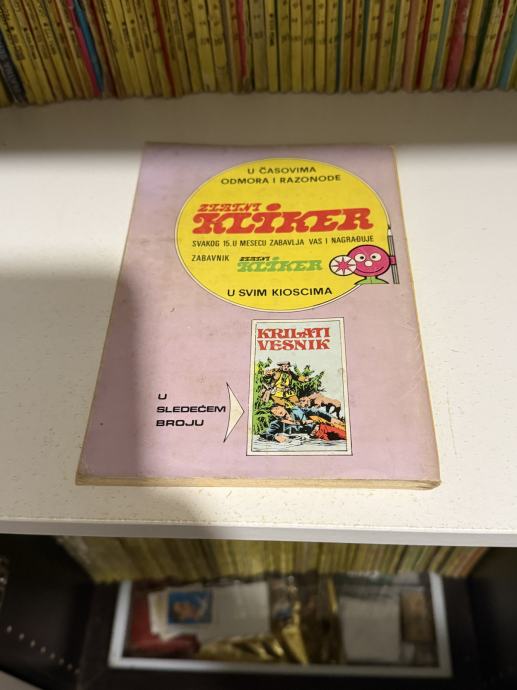 U ČASOVIMA
ODMORA I RAZONODE
ZLATNI
KLIKER
SVAKOG 15. U MESECU ZABAVLJA VAS I NAGRAĐUJE
ZABAVNIK ZLATNI KLIKER
U SVIM KIOSCIMA
KRILATI
VESNIK
U
SLEDEĆEM
BROJU